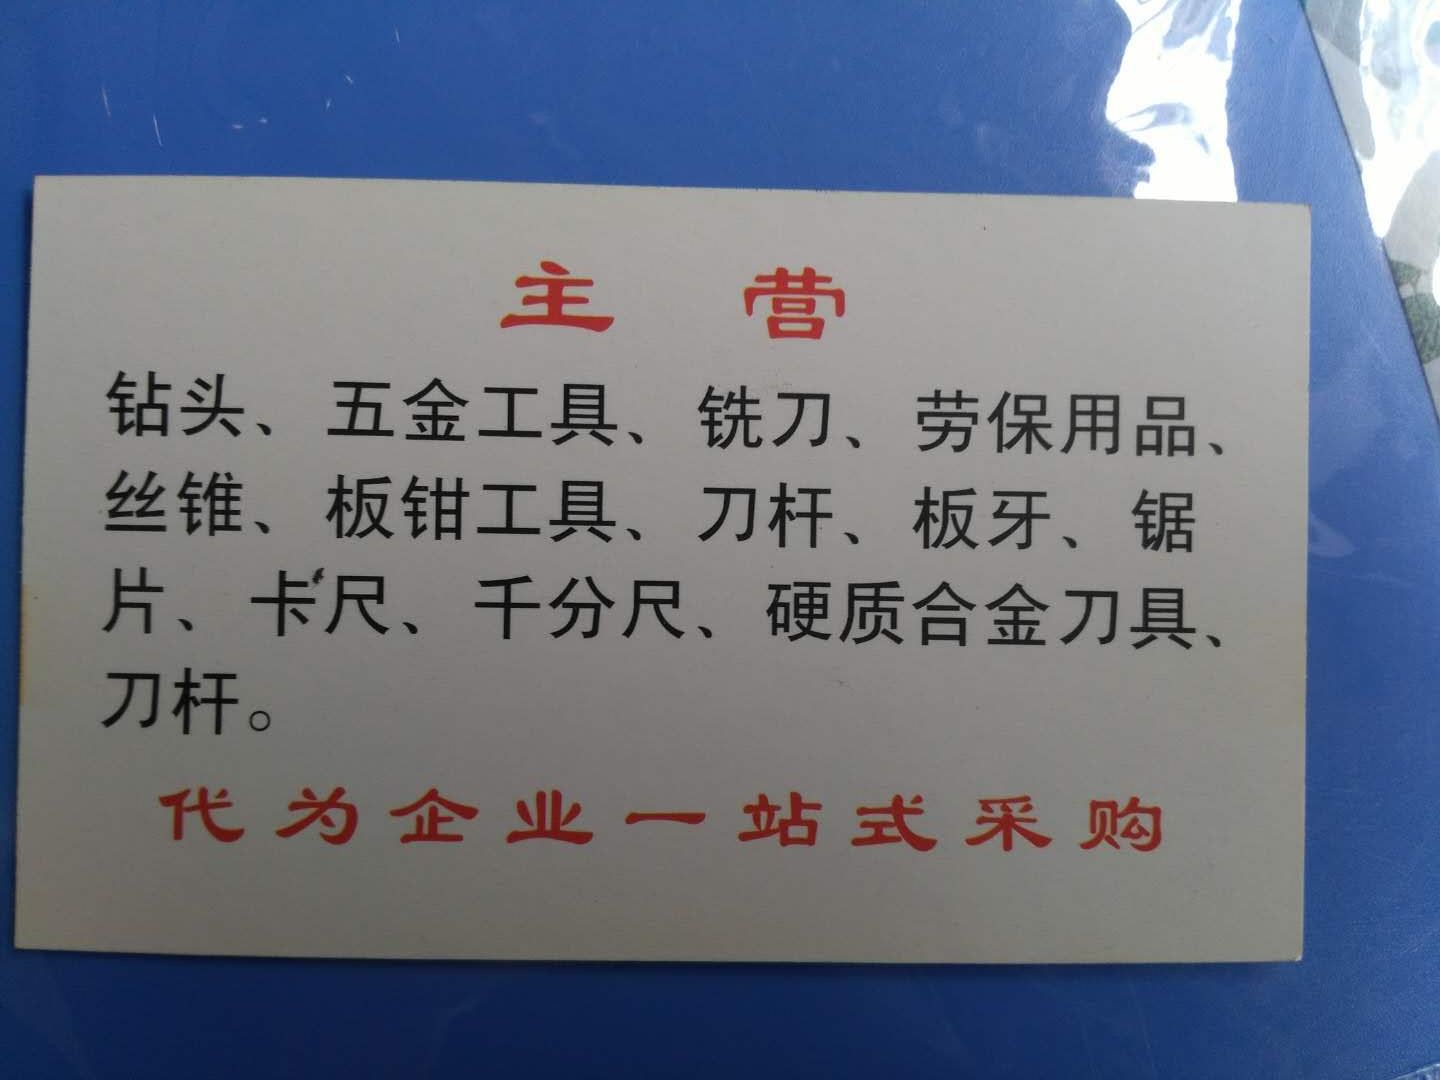 主营
钻头、五金工具、铣刀、劳保用品、
丝锥、板钳工具、刀杆、板牙、锯
片、卡尺、千分尺、硬质合金刀具、
刀杆。
代为企业一站式采购